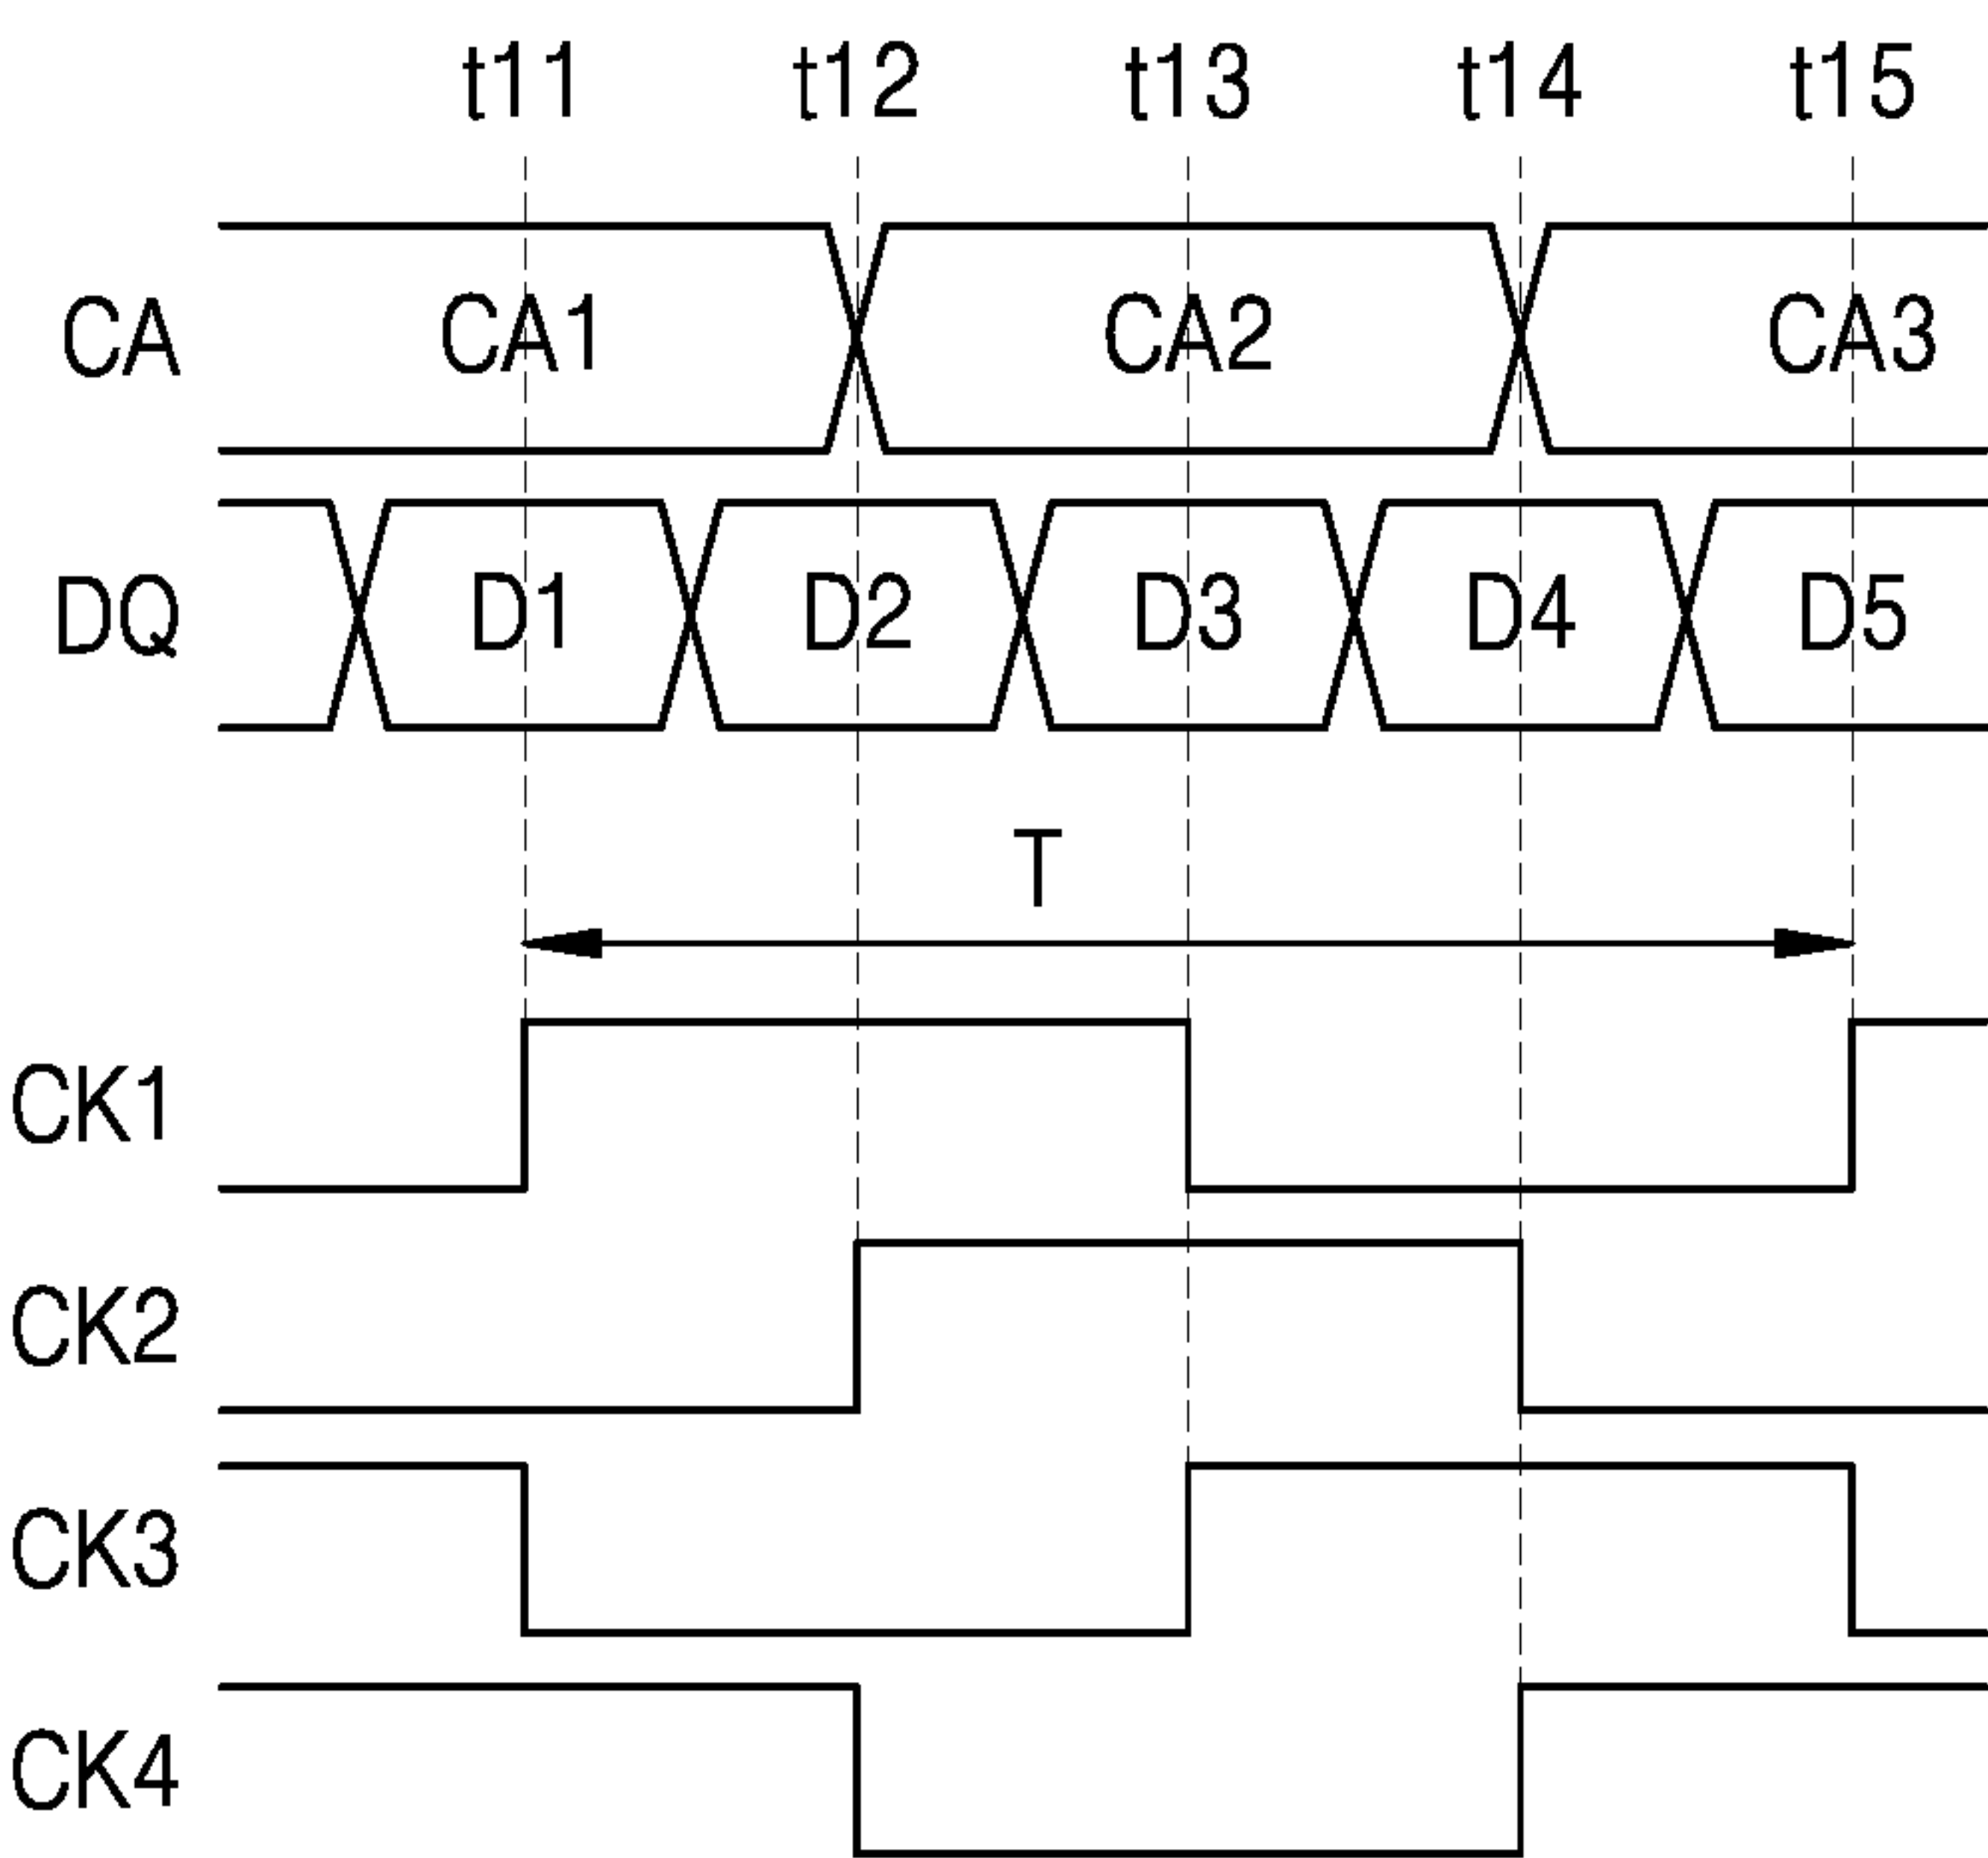 t11 t12 t13 t14 t15
CA CA1 CA2 CA3
DQ D1 D2 D3 D4 D5
T
CK1
CK2
CK3
CK4